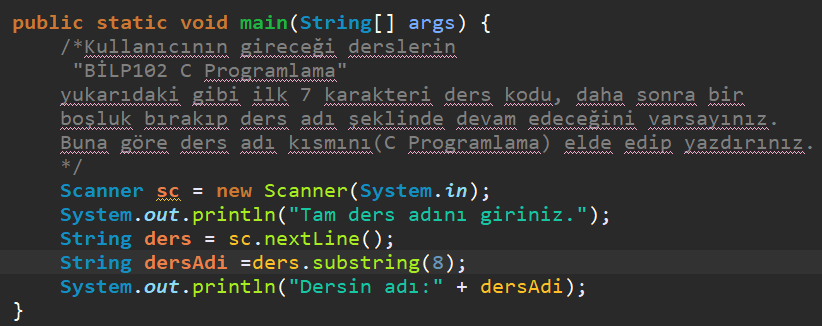 public static void main(String[] args) {
/*Kullanıcının gireceği derslerin
"BİLP102 C Programlama"
yukarıdaki gibi ilk 7 karakteri ders kodu, daha sonra bir
boşluk bırakıp ders adı şeklinde devam edeceğini varsayınız.
Buna göre ders adı kısmını(C Programlama) elde edip yazdırınız.
*/
Scanner sc = new Scanner(System.in);
System.out.println("Tam ders adını giriniz.");
String ders = sc.nextLine();
String dersAdi =ders.substring(8);
System.out.println("Dersin adı:" + dersAdi);
}